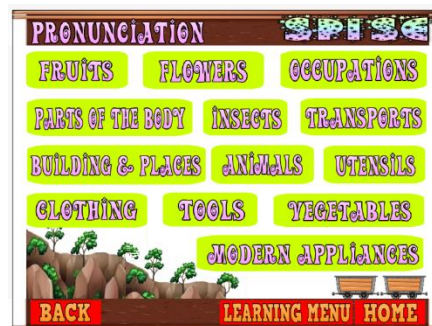 PRONUNCIATION
FRUITS FLOWERS OCCUPATIONS
PARTS OF THE BODY INSECTS TRANSPORTS
BUILDING & PLACES ANIMALS UTENSILS
CLOTHING TOOLS VEGETABLES
MODERN APPLIANCES
BACK LEARNING MENU HOME